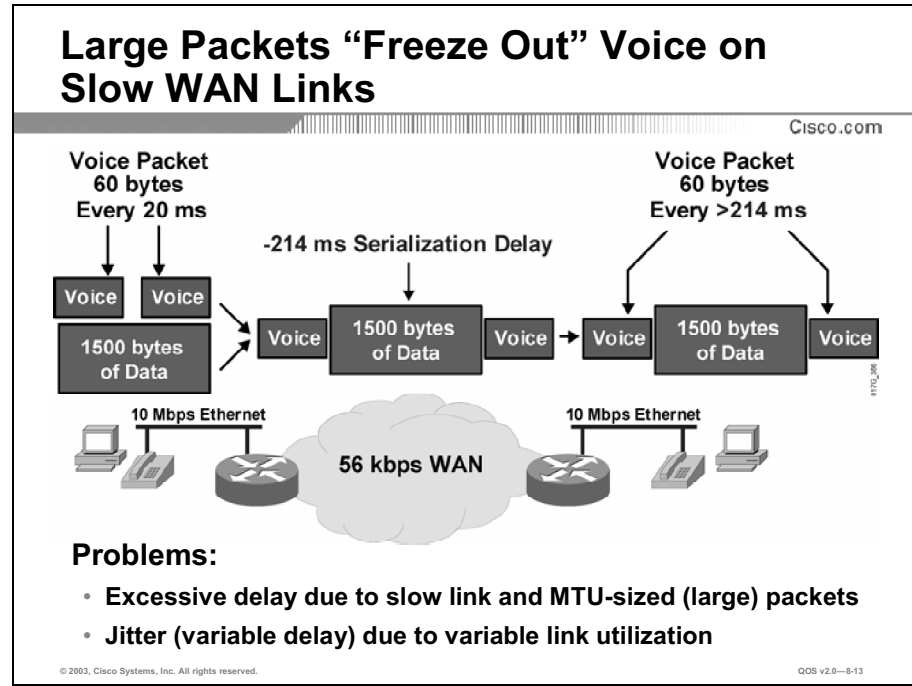 Large Packets “Freeze Out” Voice on
Slow WAN Links
Cisco.com
Voice Packet
60 bytes
Every 20 ms
Voice Packet
60 bytes
Every >214 ms
-214 ms Serialization Delay
Voice
Voice
1500 bytes
of Data
Voice
1500 bytes
of Data
Voice
Voice
1500 bytes
of Data
Voice
10 Mbps Ethernet
56 kbps WAN
10 Mbps Ethernet
Problems:
• Excessive delay due to slow link and MTU-sized (large) packets
• Jitter (variable delay) due to variable link utilization
© 2003, Cisco Systems, Inc. All rights reserved.
QOS v2.0—8-13